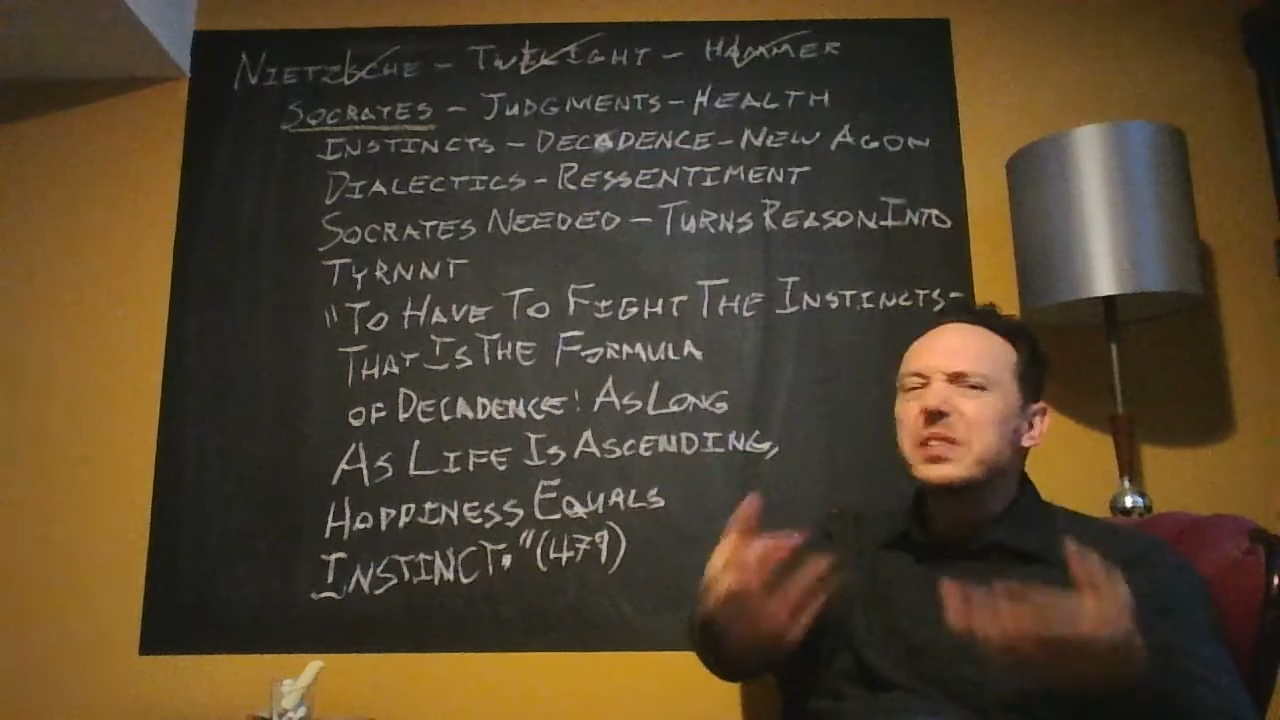 NIETZSCHE - TWILIGHT - HAMMER
SOCRATES - JUDGMENTS - HEALTH
INSTINCTS - DECADENCE - NEW AGON
DIALECTICS - RESSENTIMENT
SOCRATES NEEDED - TURNS REASON INTO
TYRNNT
"TO HAVE TO FIGHT THE INSTINCTS -
THAT IS THE FORMULA
OF DECADENCE: AS LONG
AS LIFE IS ASCENDING,
HAPPINESS EQUALS
INSTINCT." (479)